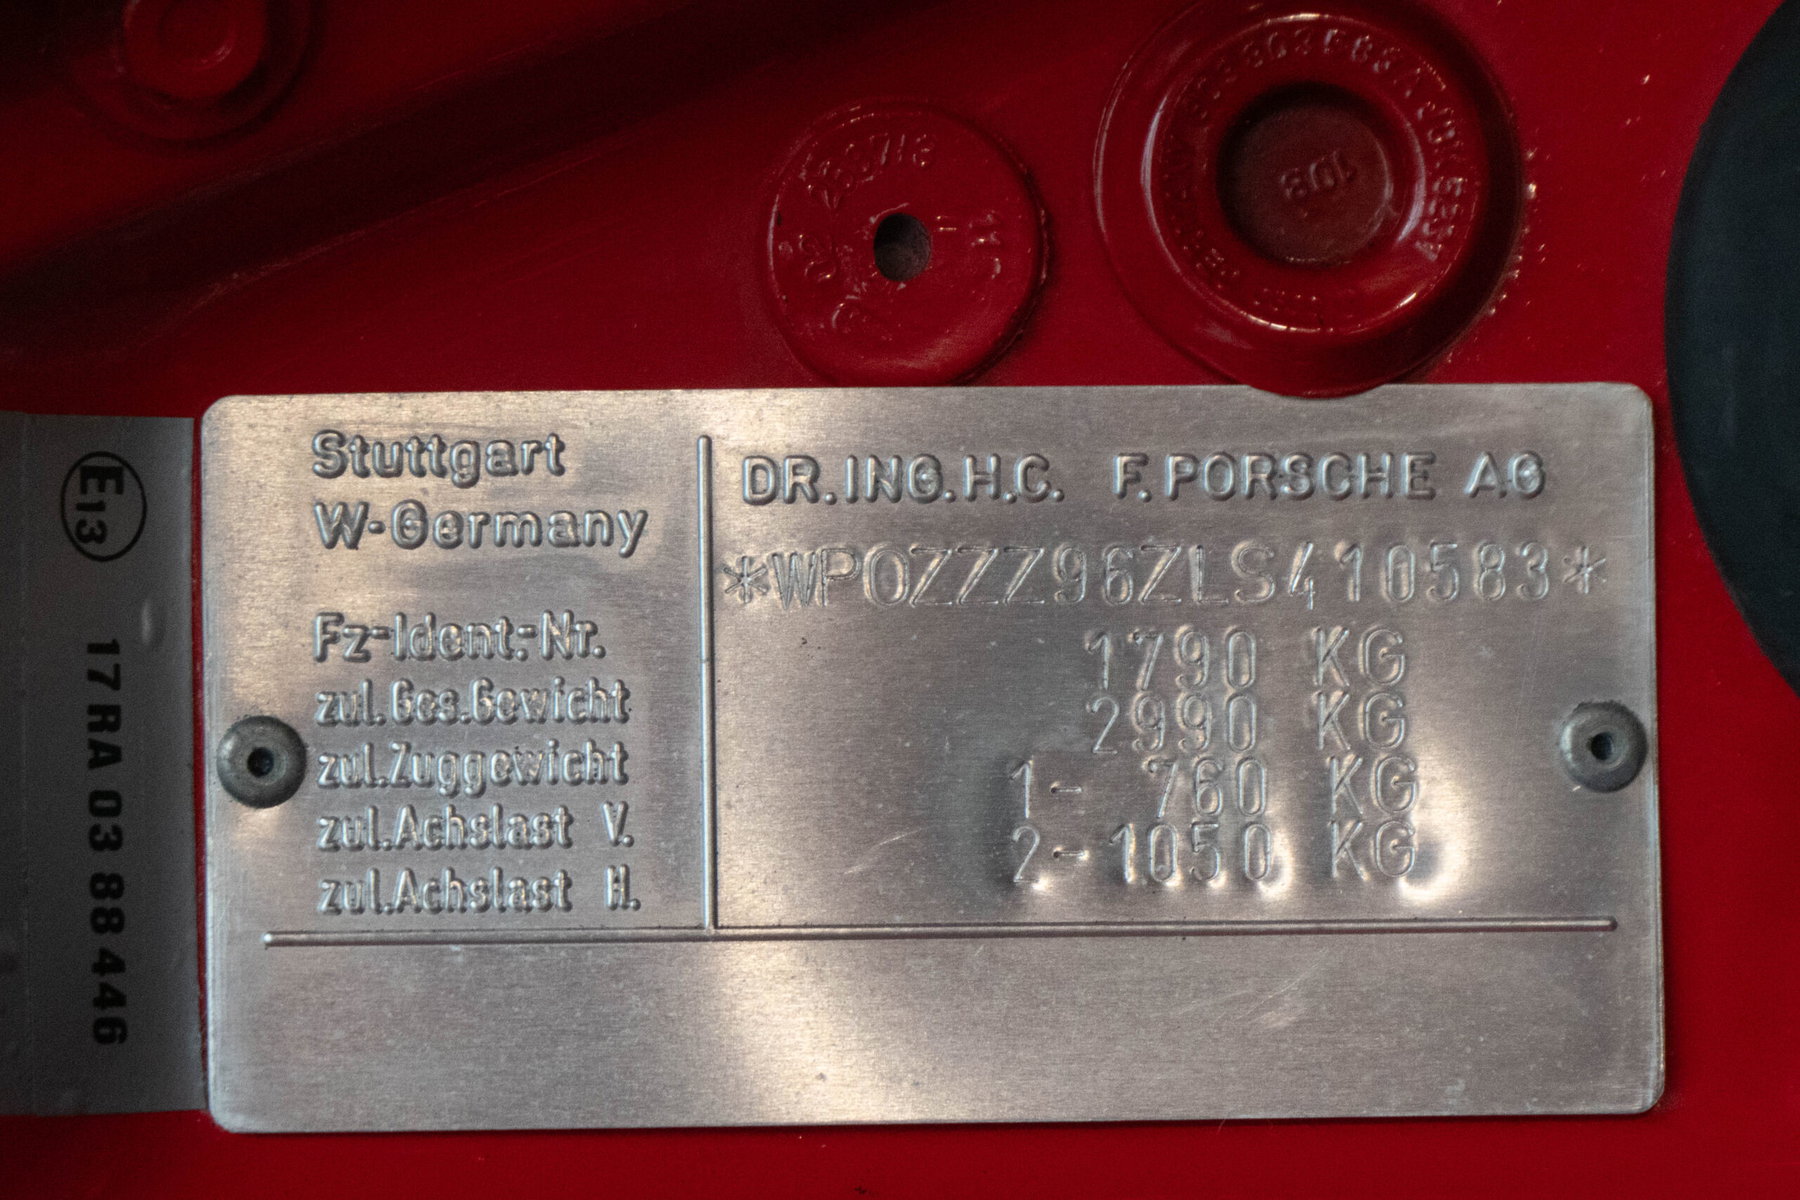 108
Stuttgart
W-Germany
DR.ING.H.C. F.PORSCHE AG
*WP0ZZZ96ZLS410583*
Fz-Ident.-Nr.
zul.Ges.Gewicht 1790 KG
zul.Zuggewicht 2990 KG
zul.Achslast V. 1- 760 KG
zul.Achslast H. 2-1050 KG
E13
17 RA 03 88 446